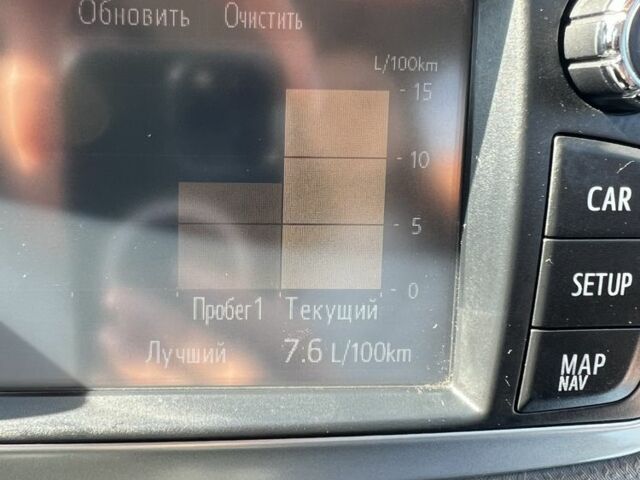 Обновить Очистить
L/100km
15
10
5
0
Пробег1 Текущий
Лучший 7.6 L/100km
CAR
SETUP
MAP
NAV